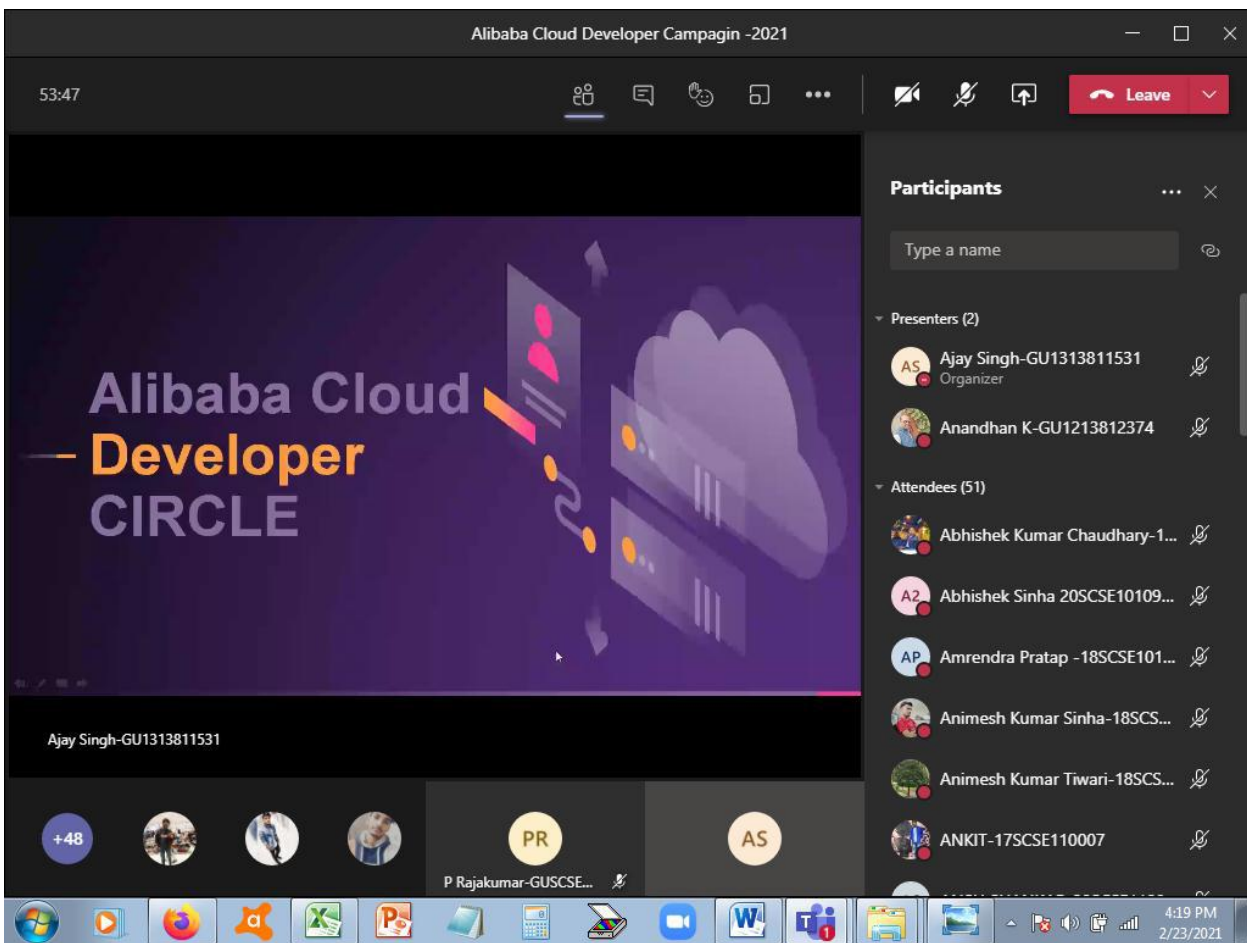 Alibaba Cloud Developer Campagin -2021
53:47
Leave
Alibaba Cloud
Developer
CIRCLE
Ajay Singh-GU1313811531
+48
PR
P Rajakumar-GUSCSE...
AS
Participants
Type a name
Presenters (2)
AS
Ajay Singh-GU1313811531
Organizer
Anandhan K-GU1213812374
Attendees (51)
Abhishek Kumar Chaudhary-1...
A2
Abhishek Sinha 20SCSE10109...
AP
Amrendra Pratap -18SCSE101...
Animesh Kumar Sinha-18SCS...
Animesh Kumar Tiwari-18SCS...
ANKIT-17SCSE110007
4:19 PM
2/23/2021